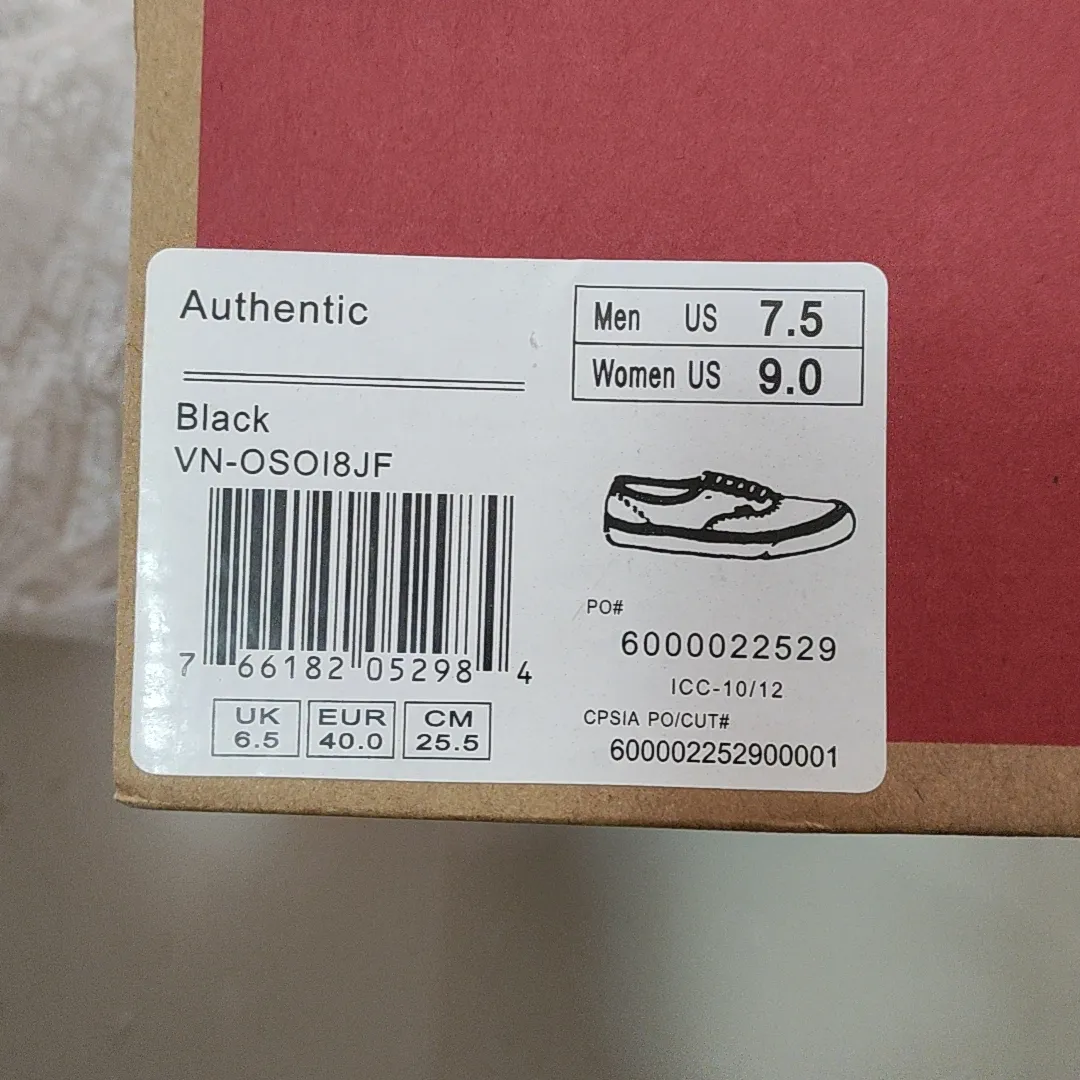 Authentic
Men US 7.5
Women US 9.0
Black
VN-OSOI8JF
7 66182 05298 4
UK EUR CM
6.5 40.0 25.5
PO#
6000022529
ICC-10/12
CPSIA PO/CUT#
600002252900001